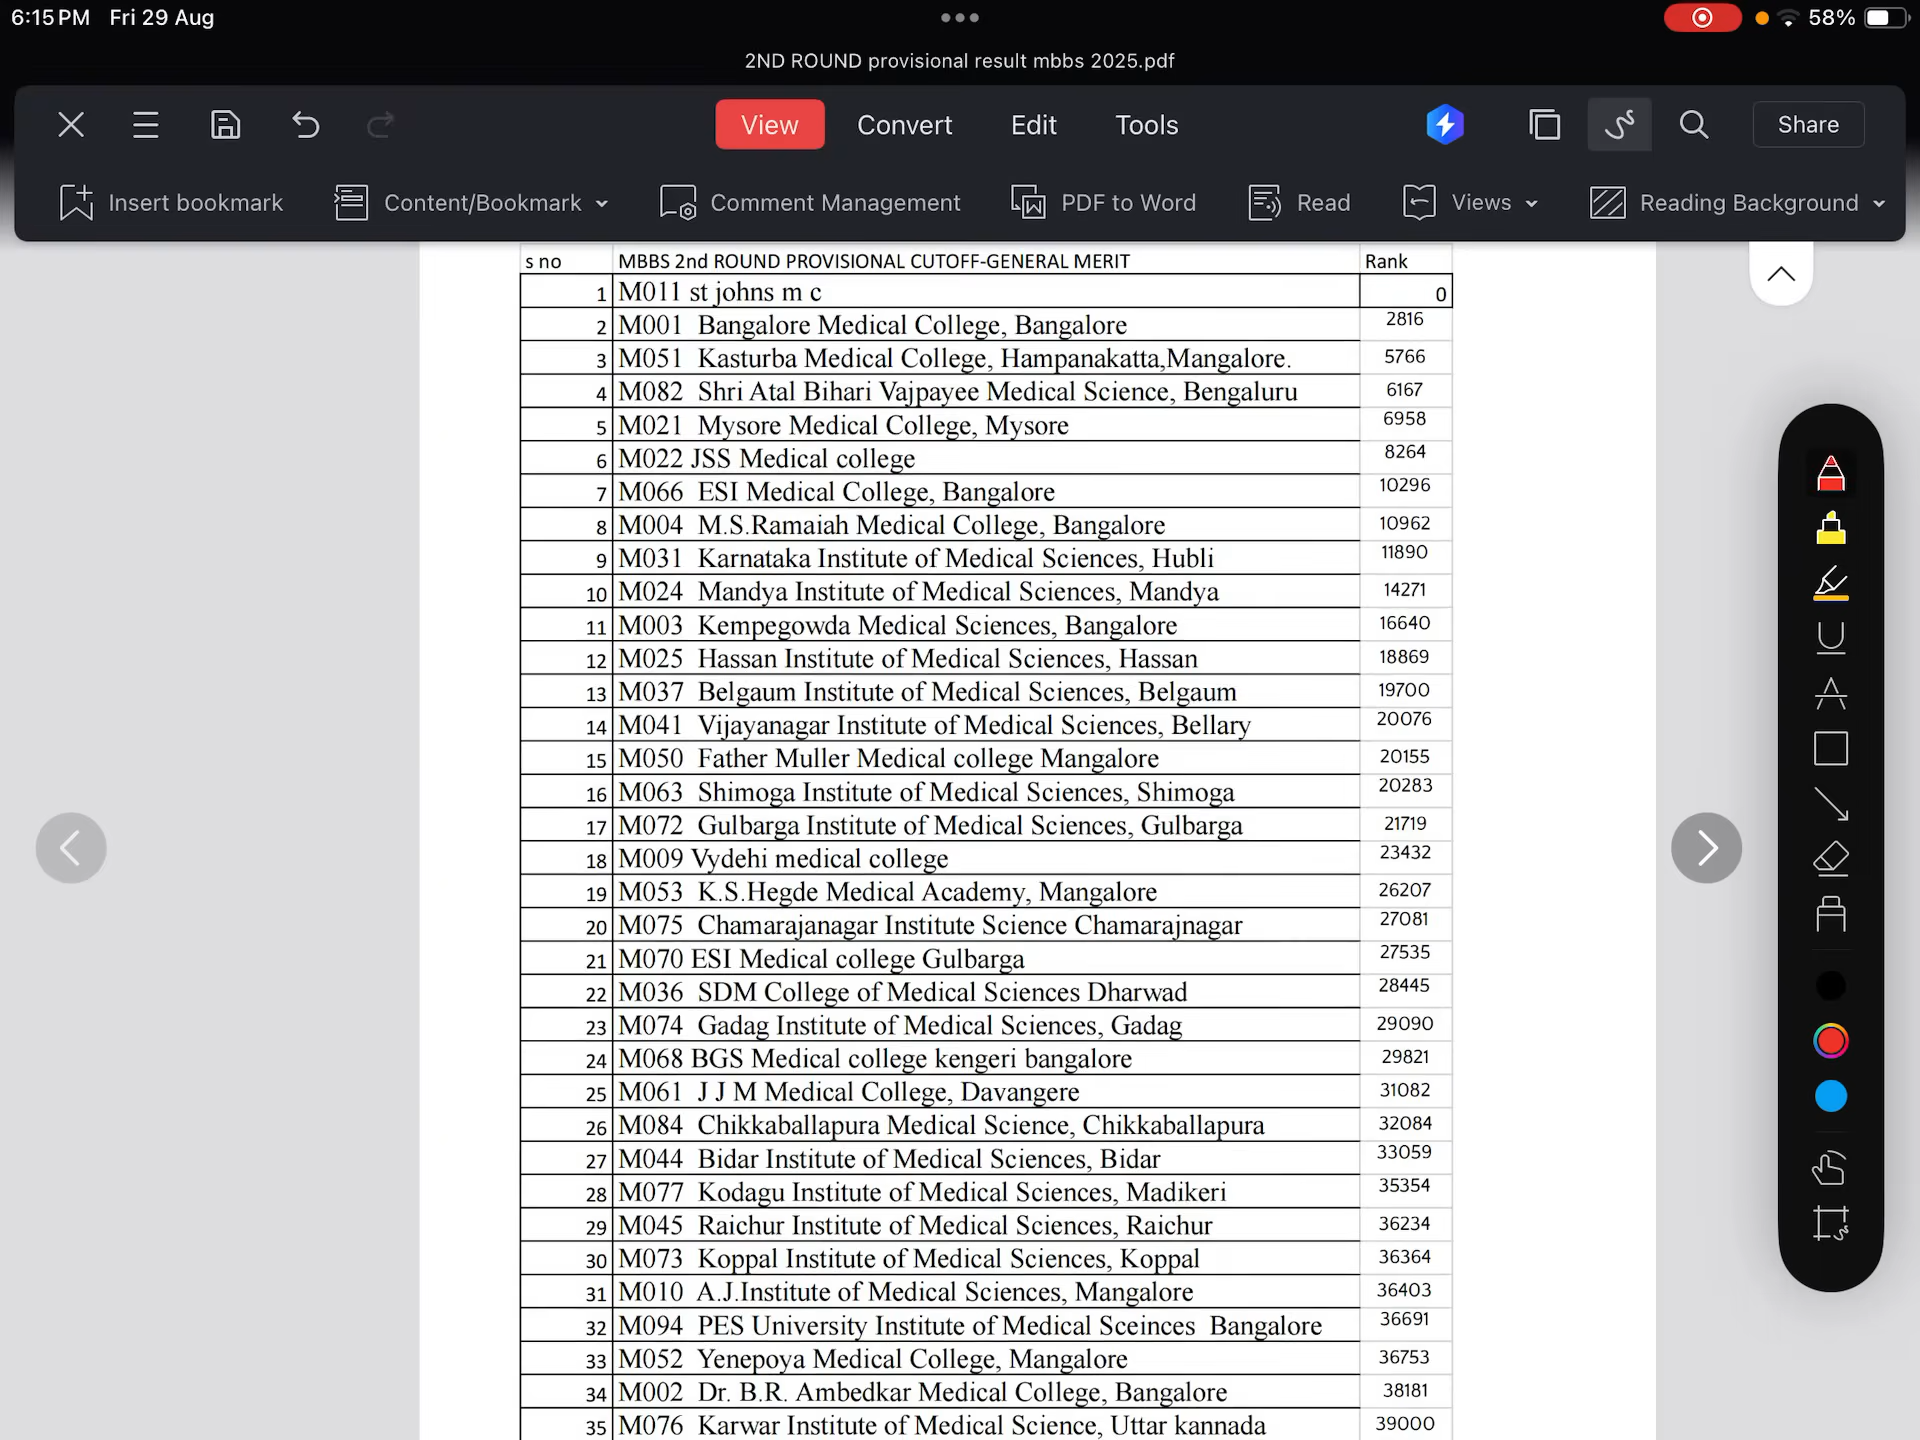 6:15 PM Fri 29 Aug
58%
2ND ROUND provisional result mbbs 2025.pdf
View Convert Edit Tools Share
Insert bookmark Content/Bookmark Comment Management PDF to Word Read Views Reading Background
s no MBBS 2nd ROUND PROVISIONAL CUTOFF-GENERAL MERIT Rank
1 M011 st johns m c 0
2 M001 Bangalore Medical College, Bangalore 2816
3 M051 Kasturba Medical College, Hampanakatta,Mangalore. 5766
4 M082 Shri Atal Bihari Vajpayee Medical Science, Bengaluru 6167
5 M021 Mysore Medical College, Mysore 6958
6 M022 JSS Medical college 8264
7 M066 ESI Medical College, Bangalore 10296
8 M004 M.S.Ramaiah Medical College, Bangalore 10962
9 M031 Karnataka Institute of Medical Sciences, Hubli 11890
10 M024 Mandya Institute of Medical Sciences, Mandya 14271
11 M003 Kempegowda Medical Sciences, Bangalore 16640
12 M025 Hassan Institute of Medical Sciences, Hassan 18869
13 M037 Belgaum Institute of Medical Sciences, Belgaum 19700
14 M041 Vijayanagar Institute of Medical Sciences, Bellary 20076
15 M050 Father Muller Medical college Mangalore 20155
16 M063 Shimoga Institute of Medical Sciences, Shimoga 20283
17 M072 Gulbarga Institute of Medical Sciences, Gulbarga 21719
18 M009 Vydehi medical college 23432
19 M053 K.S.Hegde Medical Academy, Mangalore 26207
20 M075 Chamarajanagar Institute Science Chamarajnagar 27081
21 M070 ESI Medical college Gulbarga 27535
22 M036 SDM College of Medical Sciences Dharwad 28445
23 M074 Gadag Institute of Medical Sciences, Gadag 29090
24 M068 BGS Medical college kengeri bangalore 29821
25 M061 J J M Medical College, Davangere 31082
26 M084 Chikkaballapura Medical Science, Chikkaballapura 32084
27 M044 Bidar Institute of Medical Sciences, Bidar 33059
28 M077 Kodagu Institute of Medical Sciences, Madikeri 35354
29 M045 Raichur Institute of Medical Sciences, Raichur 36234
30 M073 Koppal Institute of Medical Sciences, Koppal 36364
31 M010 A.J.Institute of Medical Sciences, Mangalore 36403
32 M094 PES University Institute of Medical Sceinces Bangalore 36691
33 M052 Yenepoya Medical College, Mangalore 36753
34 M002 Dr. B.R. Ambedkar Medical College, Bangalore 38181
35 M076 Karwar Institute of Medical Science, Uttar kannada 39000